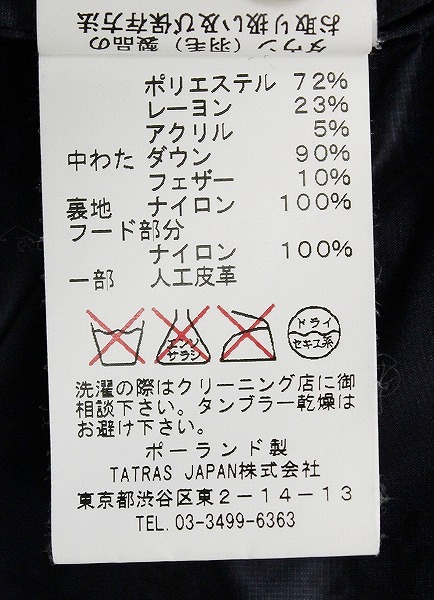 ダウン（羽毛）製品の
お取り扱い及び保存方法
ポリエステル 72%
レーヨン 23%
アクリル 5%
中わた ダウン 90%
フェザー 10%
裏地 ナイロン 100%
フード部分
ナイロン 100%
一部 人工皮革
エンソ
サラシ
ドライ
セキユ系
洗濯の際はクリーニング店に御
相談下さい。タンブラー乾燥は
お避け下さい。
ポーランド製
TATRAS JAPAN株式会社
東京都渋谷区東2-14-13
TEL. 03-3499-6363